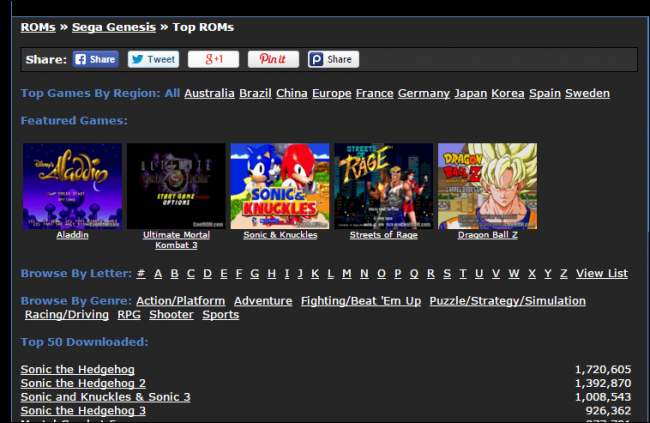 ROMs » Sega Genesis » Top ROMs
Share: Share Tweet g+1 Pin it Share
Top Games By Region: All Australia Brazil China Europe France Germany Japan Korea Spain Sweden
Featured Games:
Disney's Aladdin
PRESS START
OPTIONS
ULTIMATE
START GAME
OPTIONS
SONIC & KNUCKLES
STREETS OF RAGE
DRAGON BALL Z
Aladdin Ultimate Mortal Sonic & Knuckles Streets of Rage Dragon Ball Z
Kombat 3
Browse By Letter: # A B C D E F G H I J K L M N O P Q R S T U V W X Y Z View List
Browse By Genre: Action/Platform Adventure Fighting/Beat 'Em Up Puzzle/Strategy/Simulation
Racing/Driving RPG Shooter Sports
Top 50 Downloaded:
Sonic the Hedgehog 1,720,605
Sonic the Hedgehog 2 1,392,870
Sonic and Knuckles & Sonic 3 1,008,543
Sonic the Hedgehog 3 926,362